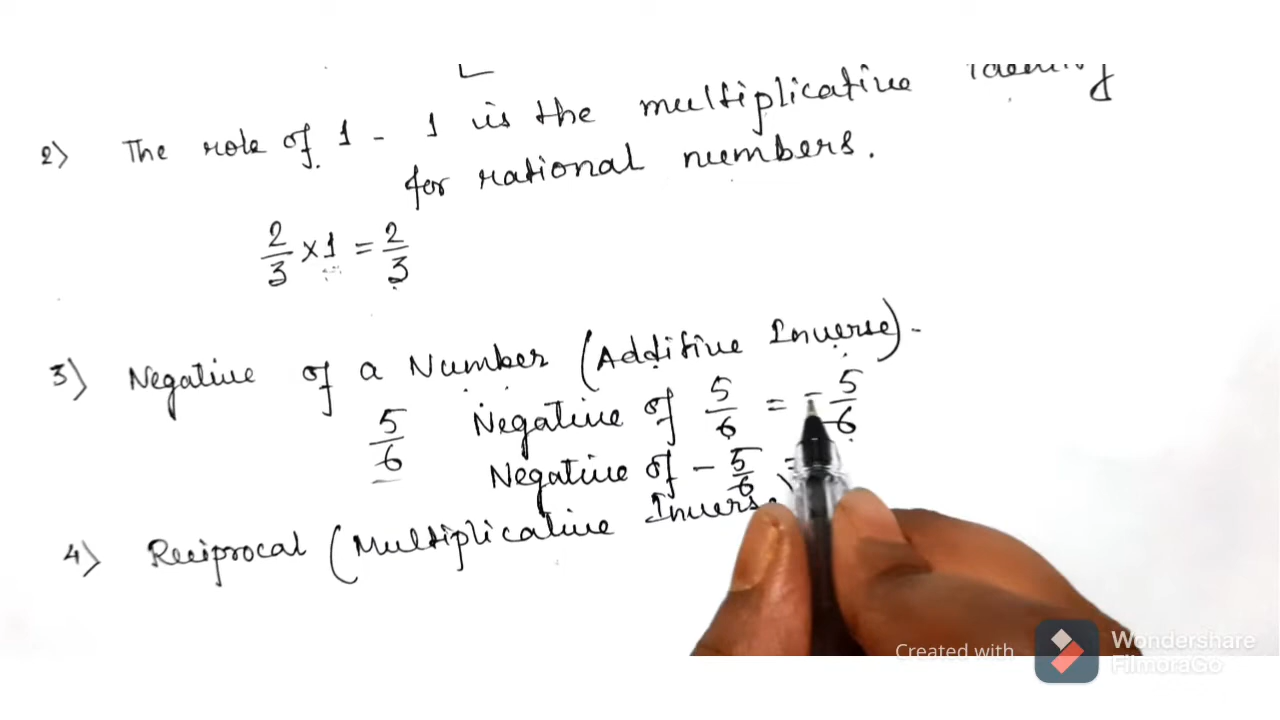 2) The role of 1 - 1 is the multiplicative
for rational numbers.
2/3 × 1 = 2/3
3) Negative of a Number (Additive Inverse).
5/6 Negative of 5/6 = -5/6
Negative of - 5/6 =
4) Reciprocal (Multiplicative Inverse
Created with Wondershare FilmoraGo